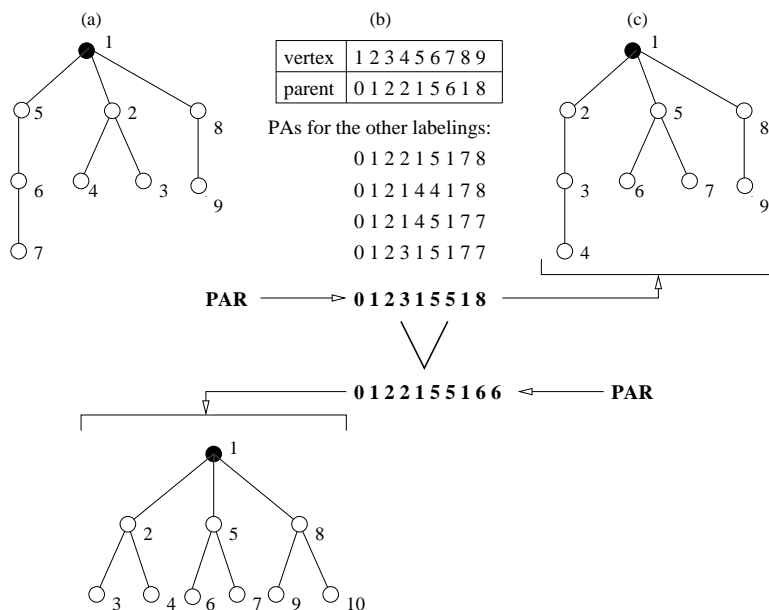 (a)
(b)
(c)
1
5
2
8
6
4
3
9
7
vertex 1 2 3 4 5 6 7 8 9
parent 0 1 2 2 1 5 6 1 8
PAs for the other labelings:
0 1 2 2 1 5 1 7 8
0 1 2 1 4 4 1 7 8
0 1 2 1 4 5 1 7 7
0 1 2 3 1 5 1 7 7
1
2
5
8
3
6
7
9
4
PAR
0 1 2 3 1 5 5 1 8
0 1 2 2 1 5 5 1 6 6
PAR
1
2
5
8
3
4
6
7
9
10